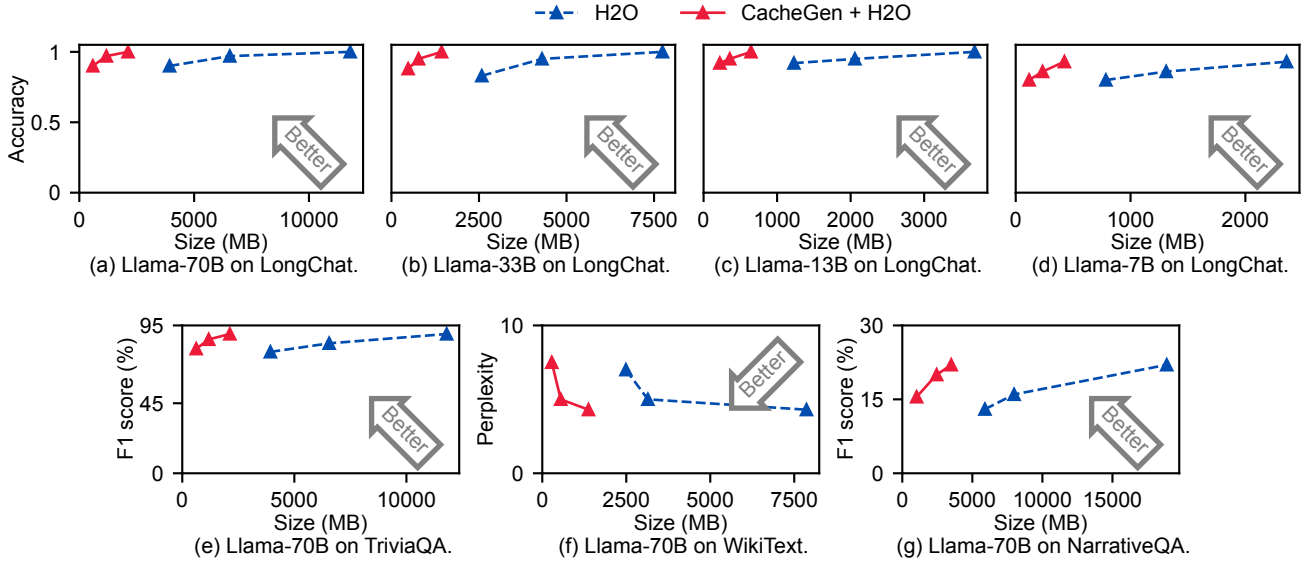 H2O CacheGen + H2O
Accuracy
1
0.5
0
0 5000 10000
0 2500 5000 7500
0 1000 2000 3000
0 1000 2000
Better
Better
Better
Better
Size (MB)
Size (MB)
Size (MB)
Size (MB)
(a) Llama-70B on LongChat.
(b) Llama-33B on LongChat.
(c) Llama-13B on LongChat.
(d) Llama-7B on LongChat.
F1 score (%)
95
45
0
0 5000 10000
Better
Size (MB)
(e) Llama-70B on TriviaQA.
Perplexity
10
0
0 2500 5000 7500
Better
Size (MB)
(f) Llama-70B on WikiText.
F1 score (%)
30
15
0
0 5000 10000 15000
Better
Size (MB)
(g) Llama-70B on NarrativeQA.